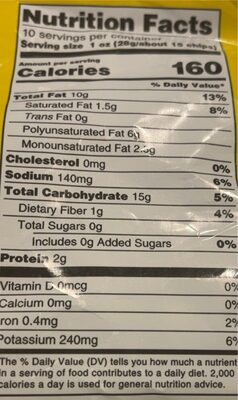 Nutrition Facts
10 servings per container
Serving size 1 oz (28g/about 15 chips)
Amount per serving
Calories 160
% Daily Value*
Total Fat 10g 13%
Saturated Fat 1.5g 8%
Trans Fat 0g
Polyunsaturated Fat 6g
Monounsaturated Fat
Cholesterol 0mg 0%
Sodium 140mg 6%
Total Carbohydrate 15g 5%
Dietary Fiber 1g 4%
Total Sugars 0g
Includes 0g Added Sugars 0%
Protein 2g
Vitamin D 0mcg 0%
Calcium 0mg 0%
ron 0.4mg 2%
Potassium 240mg 6%
The % Daily Value (DV) tells you how much a nutrient
in a serving of food contributes to a daily diet. 2,000
calories a day is used for general nutrition advice.